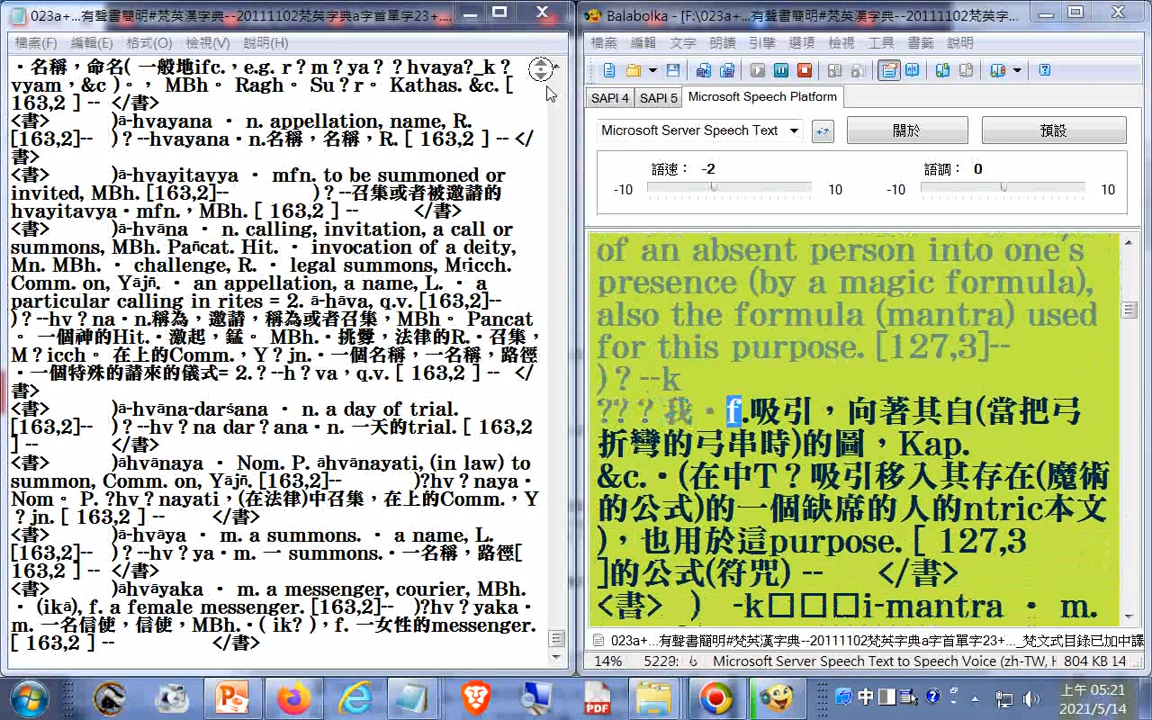 有聲書簡明#梵英漢字典--20111102梵英字典a字首單字23+...
檔案(F) 編輯(E) 格式(O) 檢視(V) 說明(H)
・名稱，命名( 一般地ifc.，e.g. r？m？ya？？hvaya?_k？
vyam，&c )。， MBh。Ragh。Su？r。Kathas. &c. [
163,2] -- </書>
<書> )ā-hvayana ・ n. appellation, name, R.
[163,2]-- )？--hvayana・n.名稱，名稱，R. [ 163,2 ] -- </
書>
<書> )ā-hvayitavya ・ mfn. to be summoned or
invited, MBh. [163,2]-- )？--召集或者被邀請的
hvayitavya・mfn.，MBh. [ 163,2 ] -- </書>
<書> )ā-hvāna ・ n. calling, invitation, a call or
summons, MBh. Pañcat. Hit. ・ invocation of a deity,
Mn. MBh. ・ challenge, R. ・ legal summons, Mṛicch.
Comm. on, Yājñ. ・ an appellation, a name, L. ・ a
particular calling in rites = 2. ā-hāva, q.v. [163,2]--
)？--hv？na・n.稱為，邀請，稱為或者召集，MBh。Pancat
。一個神的Hit.・激起，錳。 MBh.・挑釁，法律的R.・召集，
M？icch。 在上的Comm.，Y？jn.・一個名稱，一名稱，路徑
・一個特殊的請來的儀式= 2.？--h？va，q.v. [ 163,2 ] -- </
書>
<書> )ā-hvāna-darśana ・ n. a day of trial.
[163,2]-- )？--hv？na dar？ana・n. 一天的trial. [ 163,2
] -- </書>
<書> )āhvānaya ・ Nom. P. āhvānayati, (in law) to
summon, Comm. on, Yājñ. [163,2]-- )?hv？naya・
Nom。 P. ?hv？nayati，(在法律)中召集，在上的Comm.，Y
？jn. [ 163,2 ] -- </書>
<書> )ā-hvāya ・ m. a summons. ・ a name, L.
[163,2]-- )？--hv？ya・m. 一 summons.・一名稱，路徑[
163,2 ] -- </書>
<書> )āhvāyaka ・ m. a messenger, courier, MBh.
・ (ikā), f. a female messenger. [163,2]-- )?hv？yaka・
m. 一名信使，信使，MBh.・( ik？)，f. 一女性的messenger.
[ 163,2 ] -- </書>
Balabolka - [F:\023a+...有聲書簡明#梵英漢字典--20111102梵英字...
檔案 編輯 文字 朗讀 引擎 選項 檢視 工具 書籤 說明
SAPI 4 SAPI 5 Microsoft Speech Platform
Microsoft Server Speech Text 關於 預設
語速： -2 語調： 0
-10 10 -10 10
of an absent person into one's
presence (by a magic formula),
also the formula (mantra) used
for this purpose. [127,3]--
)？--k
??？我・f.吸引，向著其自(當把弓
折彎的弓串時)的圖，Kap.
&c.・(在中T？吸引移入其存在(魔術
的公式)的一個缺席的人的ntric本文
)，也用於這purpose. [ 127,3
]的公式(符咒) -- </書>
<書> ) -k□□□i-mantra ・ m.
023a+...有聲書簡明#梵英漢字典--20111102梵英字典a字首單字23+..._梵文式目錄已加中譯
14% Microsoft Server Speech Text to Speech Voice (zh-TW, 804 KB
PDF
中
上午 05:21
2021/5/14